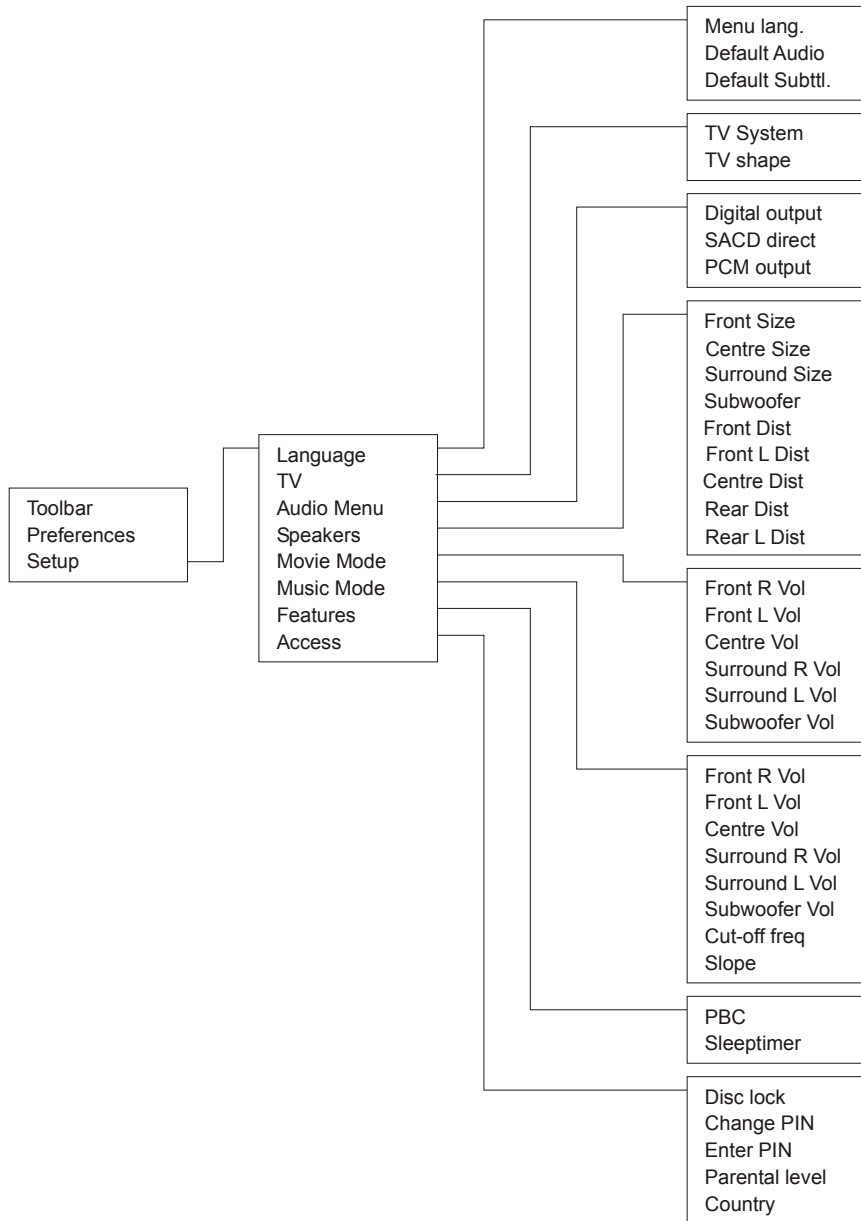 Toolbar
Preferences
Setup
Language
TV
Audio Menu
Speakers
Movie Mode
Music Mode
Features
Access
Menu lang.
Default Audio
Default Subttl.
TV System
TV shape
Digital output
SACD direct
PCM output
Front Size
Centre Size
Surround Size
Subwoofer
Front Dist
Front L Dist
Centre Dist
Rear Dist
Rear L Dist
Front R Vol
Front L Vol
Centre Vol
Surround R Vol
Surround L Vol
Subwoofer Vol
Front R Vol
Front L Vol
Centre Vol
Surround R Vol
Surround L Vol
Subwoofer Vol
Cut-off freq
Slope
PBC
Sleeptimer
Disc lock
Change PIN
Enter PIN
Parental level
Country